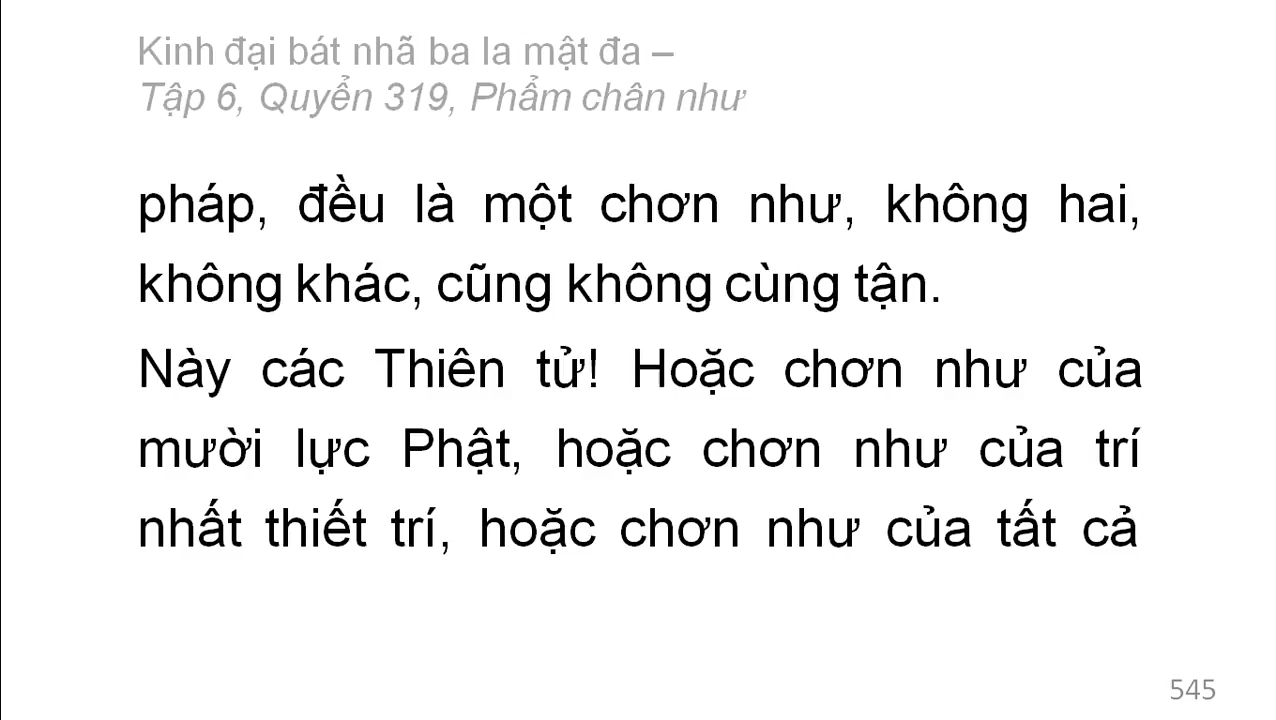 Kinh đại bát nhã ba la mật đa –
Tập 6, Quyển 319, Phẩm chân như
pháp, đều là một chơn như, không hai,
không khác, cũng không cùng tận.
Này các Thiên tử! Hoặc chơn như của
mười lực Phật, hoặc chơn như của trí
nhất thiết trí, hoặc chơn như của tất cả
545